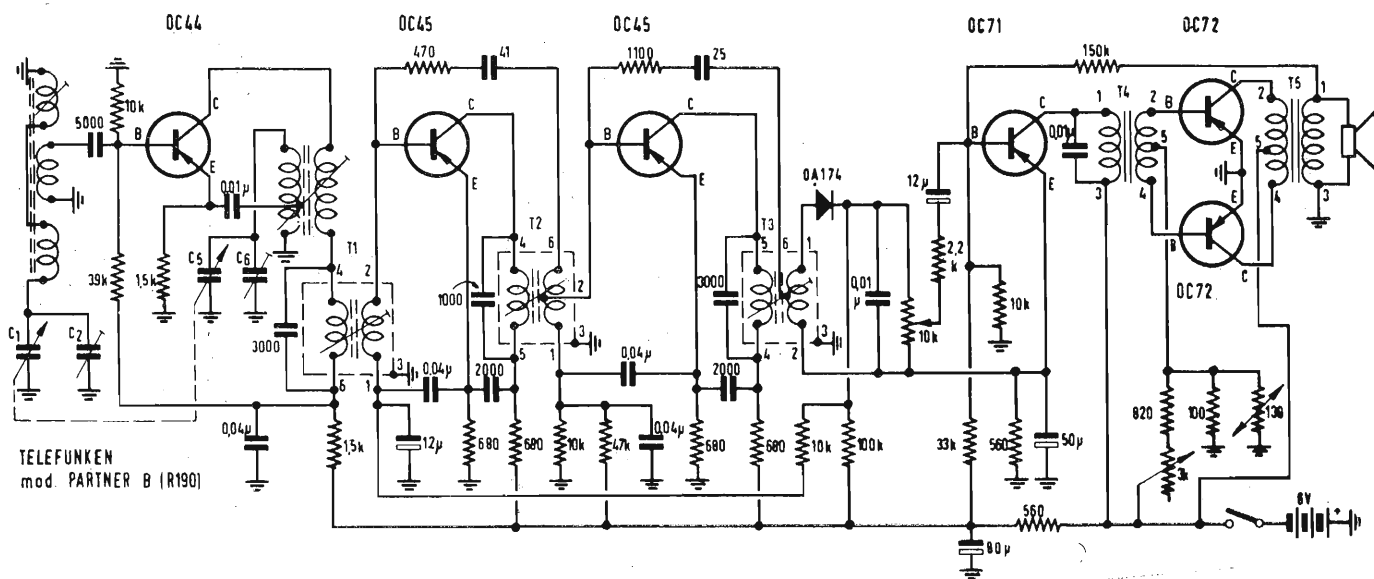 OC44
OC45
OC45
OC71
OC72
470
41
1100
25
150k
10k
5000
B
C
E
0,01µ
39k
1,5k
C5
C6
C1
C2
3000
T1
4
2
3
6
1
B
C
E
1000
T2
4
6
2
5
1
3
0,04µ
2000
B
C
E
3000
T3
5
6
1
4
2
3
0,04µ
2000
OA174
0,01
µ
10k
12µ
2,2
k
10k
B
C
E
0,01µ
T4
1
2
5
3
4
B
C
E
B
E
C
OC72
T5
2
1
5
4
3
0,04µ
1,5k
12µ
680
680
10k
47k
0,04µ
680
680
10k
100k
33k
560
50µ
820
100
130
3k
560
80µ
6V
+
TELEFUNKEN
mod. PARTNER B (R190)